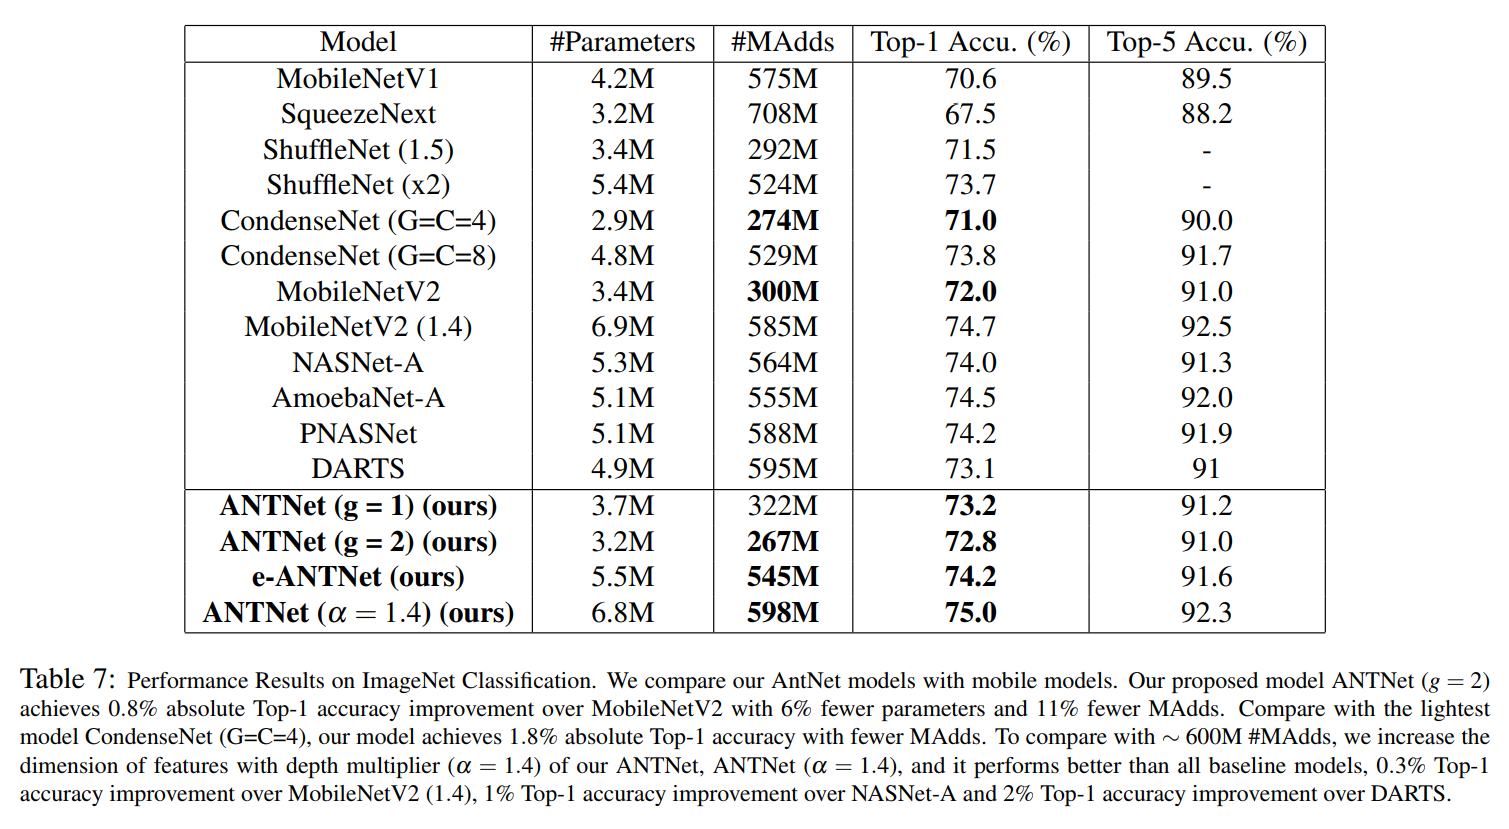 Model #Parameters #MAdds Top-1 Accu. (%) Top-5 Accu. (%)
MobileNetV1 4.2M 575M 70.6 89.5
SqueezeNext 3.2M 708M 67.5 88.2
ShuffleNet (1.5) 3.4M 292M 71.5 -
ShuffleNet (x2) 5.4M 524M 73.7 -
CondenseNet (G=C=4) 2.9M 274M 71.0 90.0
CondenseNet (G=C=8) 4.8M 529M 73.8 91.7
MobileNetV2 3.4M 300M 72.0 91.0
MobileNetV2 (1.4) 6.9M 585M 74.7 92.5
NASNet-A 5.3M 564M 74.0 91.3
AmoebaNet-A 5.1M 555M 74.5 92.0
PNASNet 5.1M 588M 74.2 91.9
DARTS 4.9M 595M 73.1 91
ANTNet (g = 1) (ours) 3.7M 322M 73.2 91.2
ANTNet (g = 2) (ours) 3.2M 267M 72.8 91.0
e-ANTNet (ours) 5.5M 545M 74.2 91.6
ANTNet (α = 1.4) (ours) 6.8M 598M 75.0 92.3
Table 7: Performance Results on ImageNet Classification. We compare our AntNet models with mobile models. Our proposed model ANTNet (g = 2)
achieves 0.8% absolute Top-1 accuracy improvement over MobileNetV2 with 6% fewer parameters and 11% fewer MAdds. Compare with the lightest
model CondenseNet (G=C=4), our model achieves 1.8% absolute Top-1 accuracy with fewer MAdds. To compare with ∼ 600M #MAdds, we increase the
dimension of features with depth multiplier (α = 1.4) of our ANTNet, ANTNet (α = 1.4), and it performs better than all baseline models, 0.3% Top-1
accuracy improvement over MobileNetV2 (1.4), 1% Top-1 accuracy improvement over NASNet-A and 2% Top-1 accuracy improvement over DARTS.